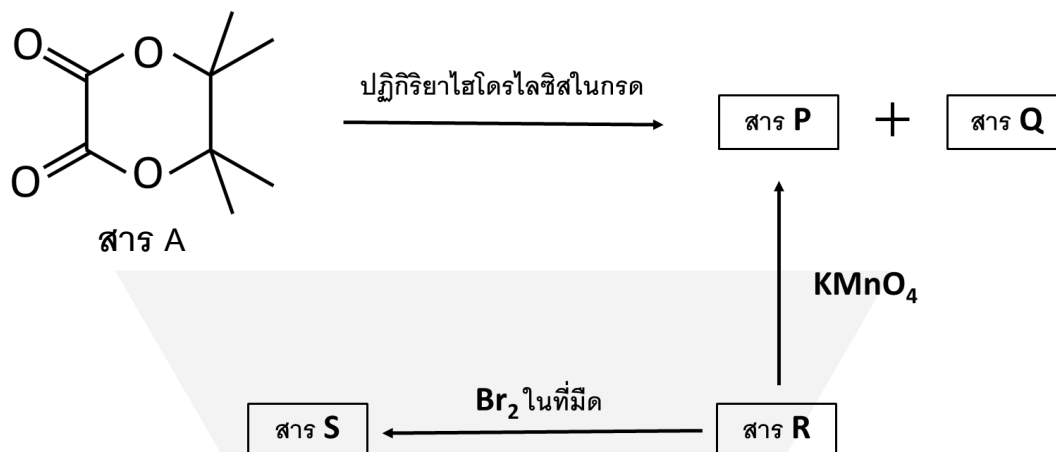 O
O
ปฏิกิริยาไฮโดรไลซิสในกรด
สาร P + สาร Q
O
O
สาร A
KMnO₄
Br₂ ในที่มืด
สาร S
สาร R